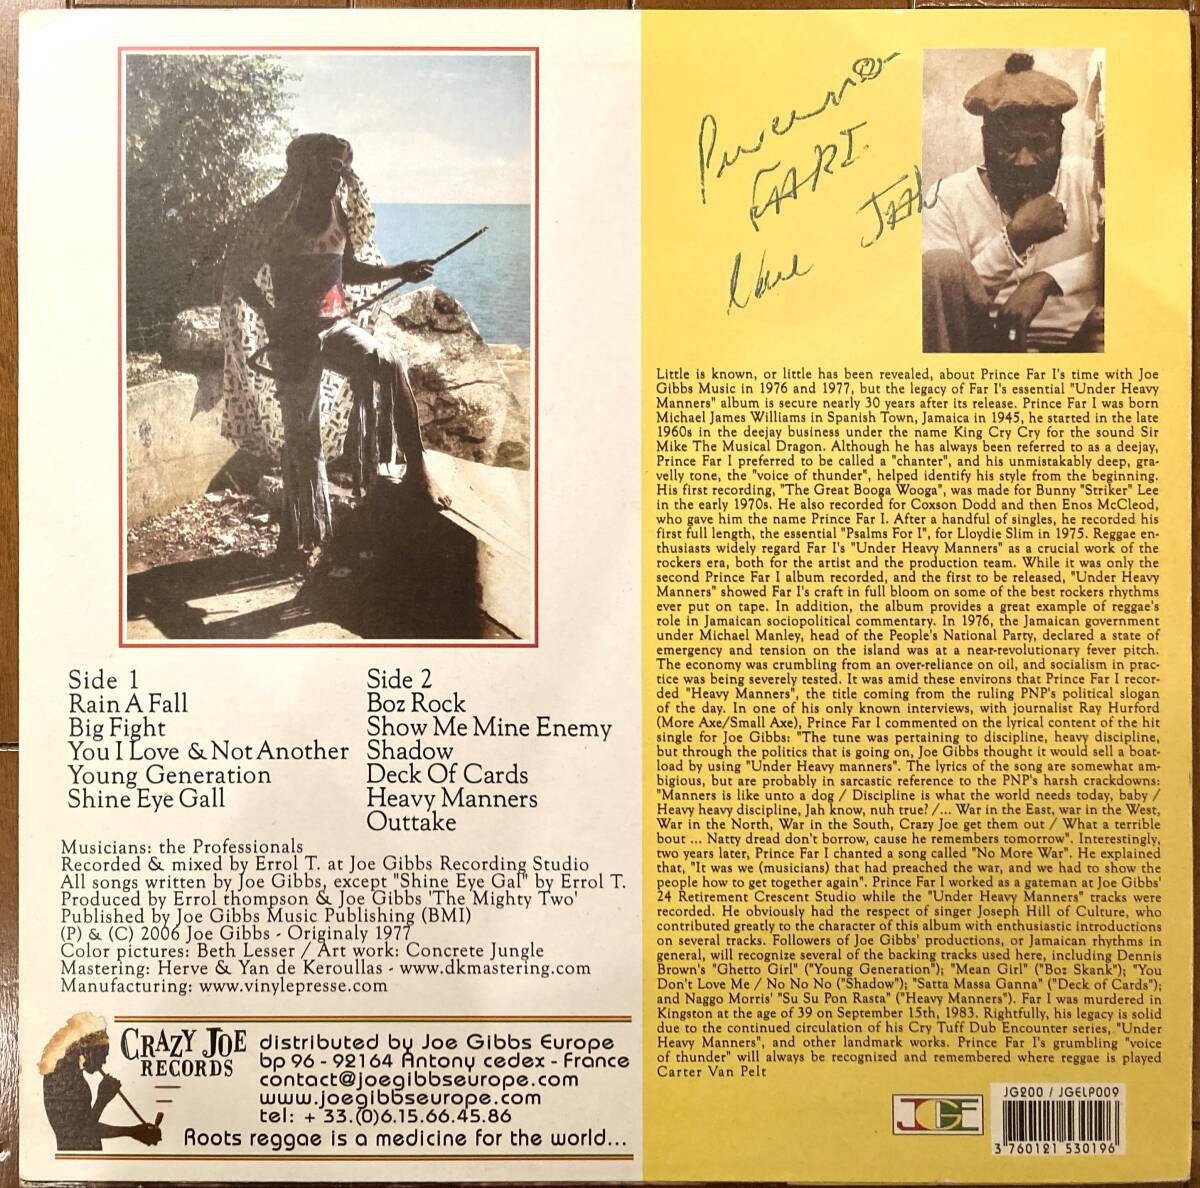 Prince
FARI
Jah
Little is known, or little has been revealed, about Prince Far I's time with Joe
Gibbs Music in 1976 and 1977, but the legacy of Far I's essential "Under Heavy
Manners" album is secure nearly 30 years after its release. Prince Far I was born
Michael James Williams in Spanish Town, Jamaica in 1945, he started in the late
1960s in the deejay business under the name King Cry Cry for the sound Sir
Mike The Musical Dragon. Although he has always been referred to as a deejay,
Prince Far I preferred to be called a "chanter", and his unmistakably deep, gra-
velly tone, the "voice of thunder", helped identify his style from the beginning.
His first recording, "The Great Booga Wooga", was made for Bunny "Striker" Lee
in the early 1970s. He also recorded for Coxson Dodd and then Enos McCleod,
who gave him the name Prince Far I. After a handful of singles, he recorded his
first full length, the essential "Psalms For I", for Lloydie Slim in 1975. Reggae en-
thusiasts widely regard Far I's "Under Heavy Manners" as a crucial work of the
rockers era, both for the artist and the production team. While it was only the
second Prince Far I album recorded, and the first to be released, "Under Heavy
Manners" showed Far I's craft in full bloom on some of the best rockers rhythms
ever put on tape. In addition, the album provides a great example of reggae's
role in Jamaican sociopolitical commentary. In 1976, the Jamaican government
under Michael Manley, head of the People's National Party, declared a state of
emergency and tension on the island was at a near-revolutionary fever pitch.
The economy was crumbling from an over-reliance on oil, and socialism in prac-
tice was being severely tested. It was amid these environs that Prince Far I recor-
ded "Heavy Manners", the title coming from the ruling PNP's political slogan
of the day. In one of his only known interviews, with journalist Ray Hurford
(More Axe/Small Axe), Prince Far I commented on the lyrical content of the hit
single for Joe Gibbs: "The tune was pertaining to discipline, heavy discipline,
but through the politics that is going on, Joe Gibbs thought it would sell a boat-
load by using "Under Heavy manners". The lyrics of the song are somewhat am-
bigious, but are probably in sarcastic reference to the PNP's harsh crackdowns:
"Manners is like unto a dog / Discipline is what the world needs today, baby /
Heavy heavy discipline, Jah know, nuh true? /... War in the East, war in the West,
War in the North, War in the South, Crazy Joe get them out / What a terrible
bout ... Natty dread don't borrow, cause he remembers tomorrow". Interestingly,
two years later, Prince Far I chanted a song called "No More War". He explained
that, "It was we (musicians) that had preached the war, and we had to show the
people how to get together again". Prince Far I worked as a gateman at Joe Gibbs'
24 Retirement Crescent Studio while the "Under Heavy Manners" tracks were
recorded. He obviously had the respect of singer Joseph Hill of Culture, who
contributed greatly to the character of this album with enthusiastic introductions
on several tracks. Followers of Joe Gibbs' productions, or Jamaican rhythms in
general, will recognize several of the backing tracks used here, including Dennis
Brown's "Ghetto Girl" ("Young Generation"); "Mean Girl" ("Boz Skank"); "You
Don't Love Me / No No No ("Shadow"); "Satta Massa Ganna" ("Deck of Cards");
and Naggo Morris' "Su Su Pon Rasta" ("Heavy Manners"). Far I was murdered in
Kingston at the age of 39 on September 15th, 1983. Rightfully, his legacy is solid
due to the continued circulation of his Cry Tuff Dub Encounter series, "Under
Heavy Manners", and other landmark works. Prince Far I's grumbling "voice
of thunder" will always be recognized and remembered where reggae is played
Carter Van Pelt
Side 1
Rain A Fall
Big Fight
You I Love & Not Another
Young Generation
Shine Eye Gall
Side 2
Boz Rock
Show Me Mine Enemy
Shadow
Deck Of Cards
Heavy Manners
Outtake
Musicians: the Professionals
Recorded & mixed by Errol T. at Joe Gibbs Recording Studio
All songs written by Joe Gibbs, except "Shine Eye Gal" by Errol T.
Produced by Errol thompson & Joe Gibbs 'The Mighty Two'
Published by Joe Gibbs Music Publishing (BMI)
(P) & (C) 2006 Joe Gibbs - Originaly 1977
Color pictures: Beth Lesser / Art work: Concrete Jungle
Mastering: Herve & Yan de Keroullas - www.dkmastering.com
Manufacturing: www.vinylepresse.com
CRAZY JOE
RECORDS
distributed by Joe Gibbs Europe
bp 96 - 92164 Antony cedex - France
contact@joegibbseurope.com
www.joegibbseurope.com
tel: + 33.(0)6.15.66.45.86
Roots reggae is a medicine for the world...
JGE
JG200 / JGELP009
3 760121 530196